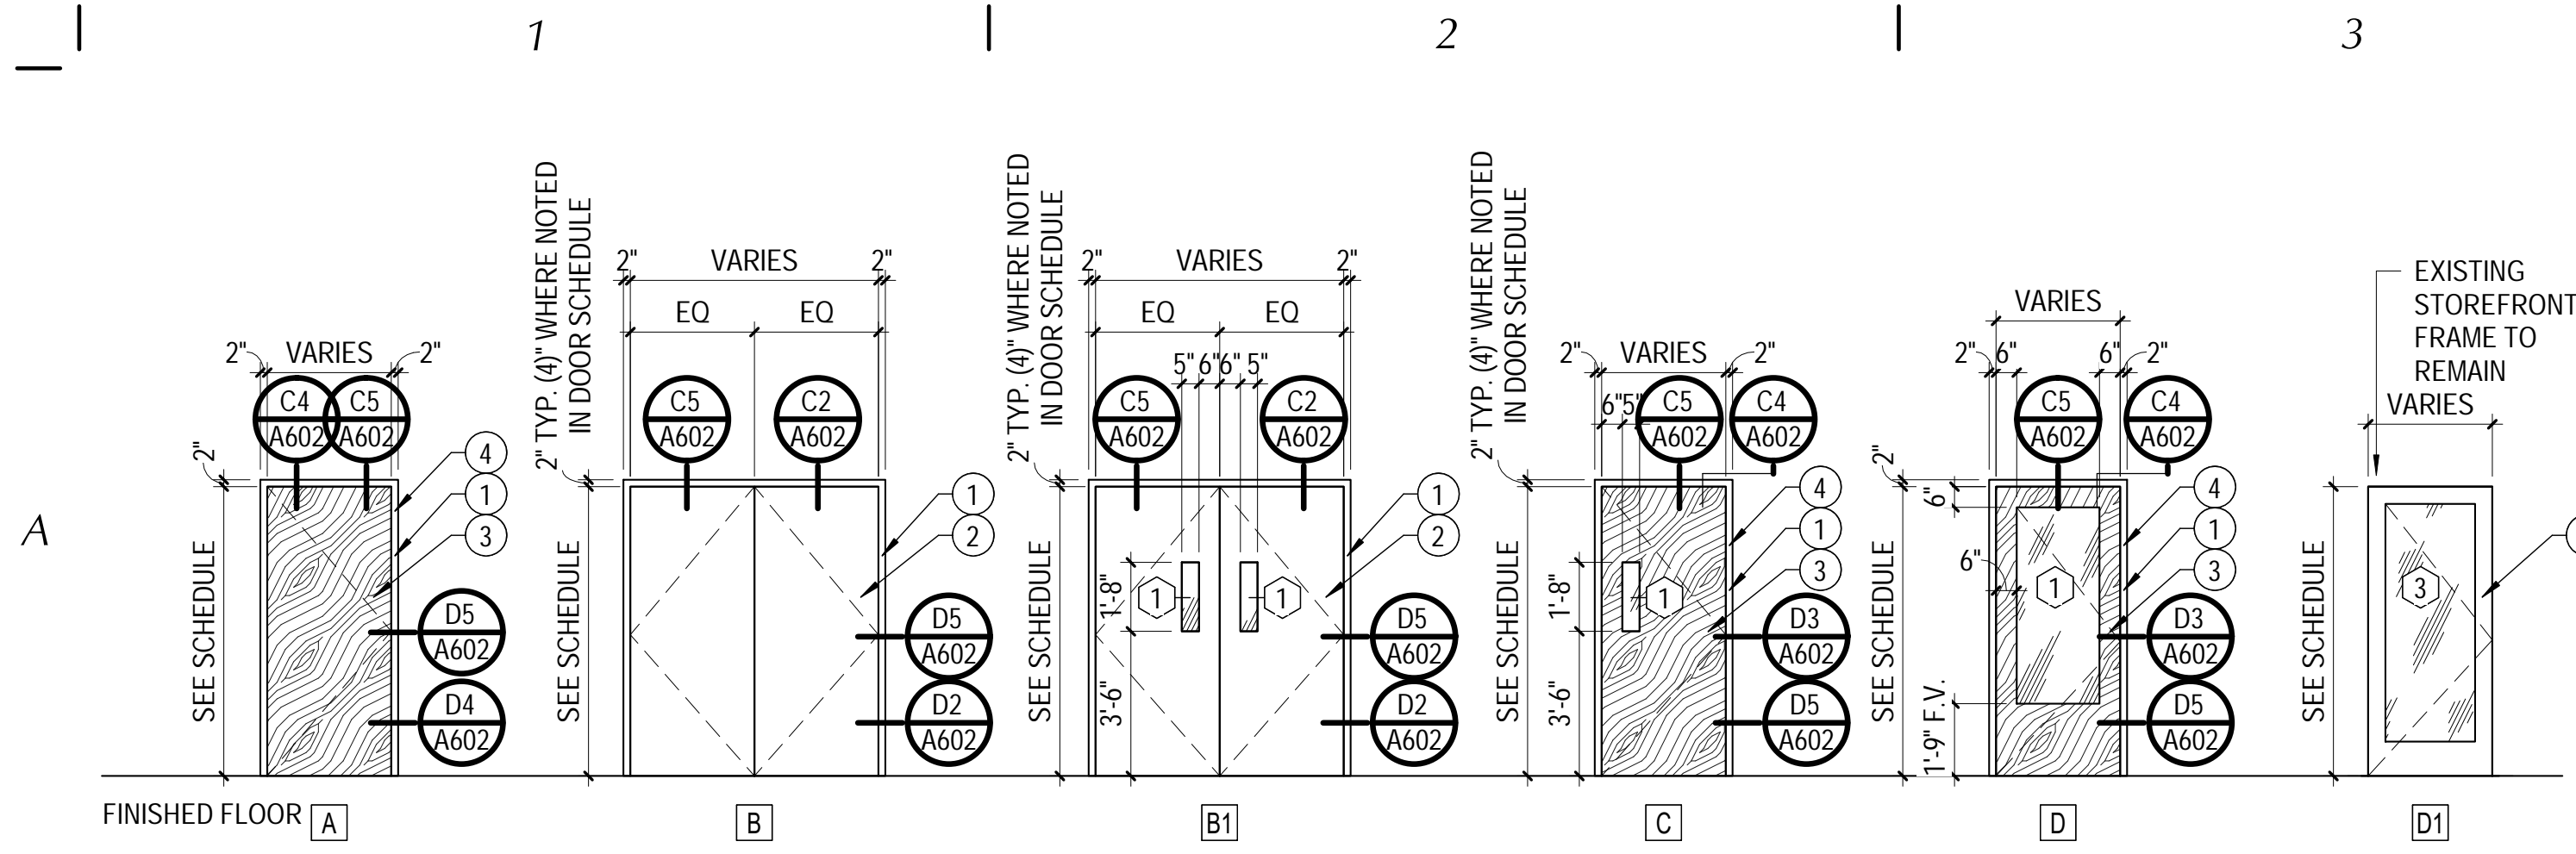 1
2
3
A
2"
VARIES
2"
C4
A602
C5
A602
2"
4
1
3
D5
A602
D4
A602
SEE SCHEDULE
FINISHED FLOOR
A
2" TYP. (4)" WHERE NOTED
IN DOOR SCHEDULE
2"
VARIES
2"
EQ
EQ
C5
A602
C2
A602
1
2
D5
A602
D2
A602
SEE SCHEDULE
B
2" TYP. (4)" WHERE NOTED
IN DOOR SCHEDULE
2"
VARIES
2"
EQ
EQ
5"
6"
6"
5"
C5
A602
C2
A602
1
2
1'-8"
1
1
3'-6"
D5
A602
D2
A602
SEE SCHEDULE
B1
2" TYP. (4)" WHERE NOTED
IN DOOR SCHEDULE
2"
VARIES
2"
6"
5"
C5
A602
C4
A602
4
1
3
1'-8"
1
3'-6"
D3
A602
D5
A602
SEE SCHEDULE
C
VARIES
2"
6"
6"
2"
C5
A602
C4
A602
2"
6"
4
1
3
6"
1
D3
A602
D5
A602
1'-9" F.V.
SEE SCHEDULE
D
EXISTING
STOREFRONT
FRAME TO
REMAIN
VARIES
3
SEE SCHEDULE
D1